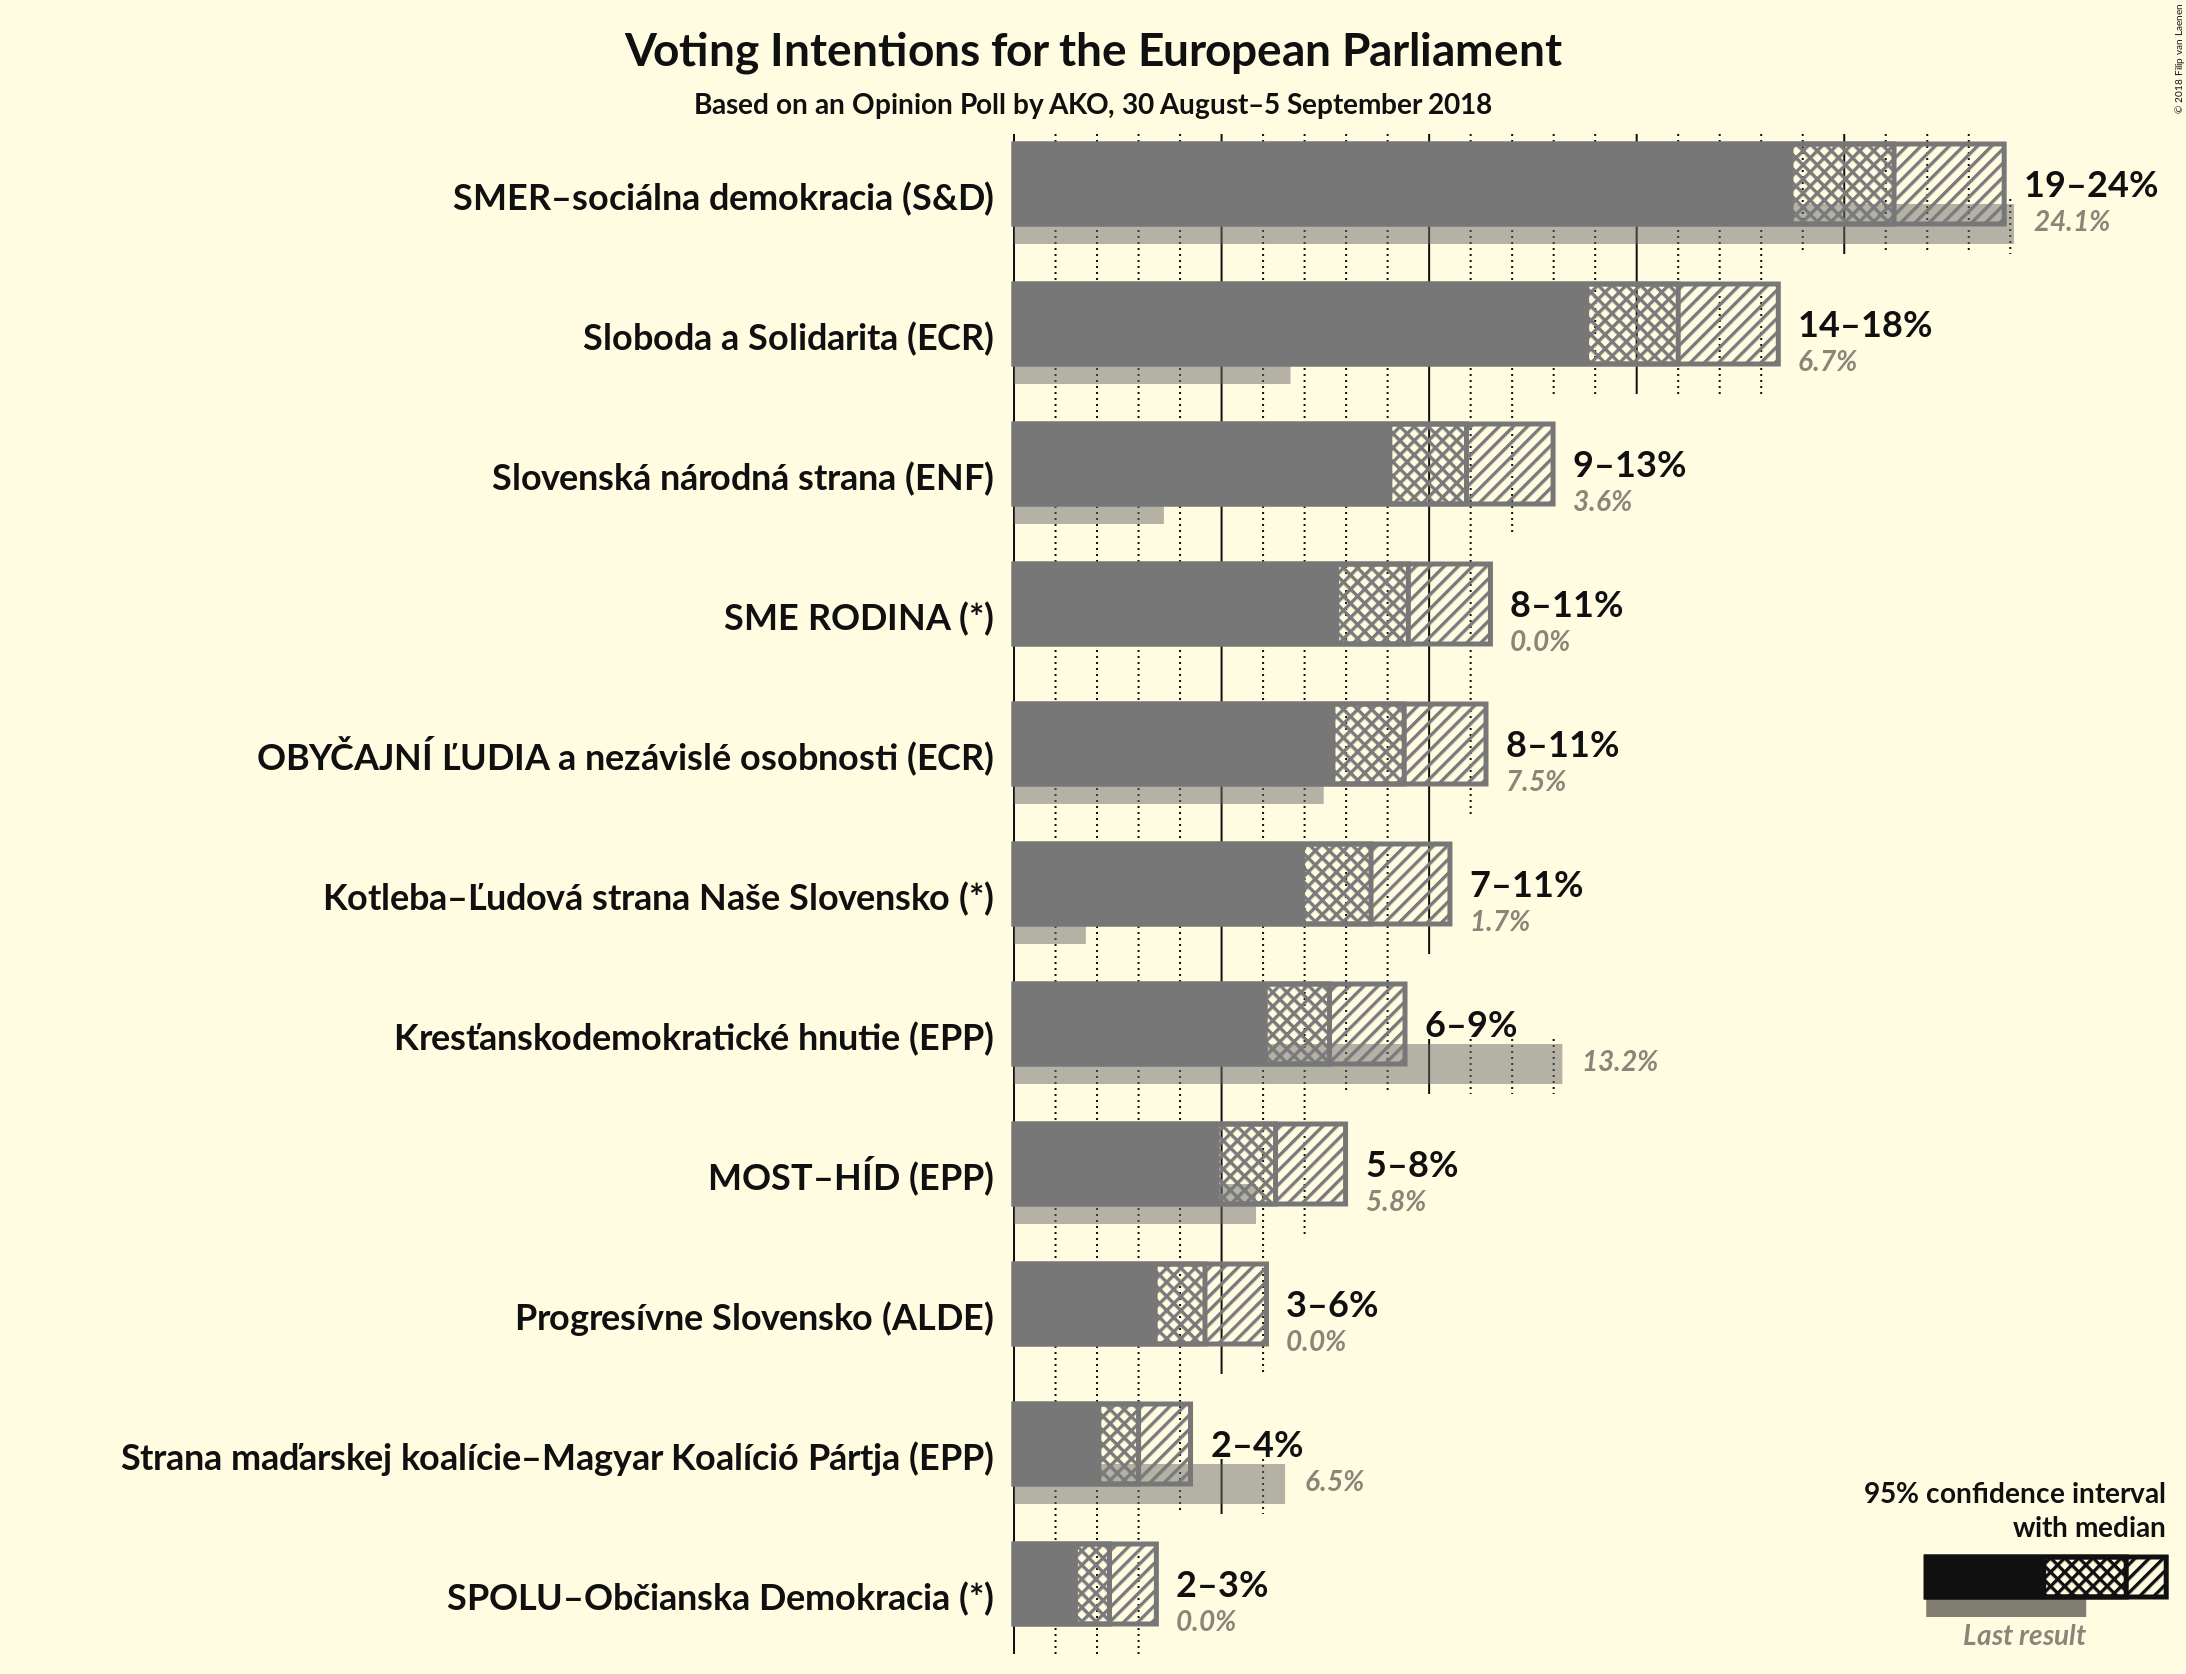 Voting Intentions for the European Parliament
Based on an Opinion Poll by AKO, 30 August–5 September 2018
© 2018 Filip van Laenen
SMER–sociálna demokracia (S&D)
19–24%
24.1%
Sloboda a Solidarita (ECR)
14–18%
6.7%
Slovenská národná strana (ENF)
9–13%
3.6%
SME RODINA (*)
8–11%
0.0%
OBYČAJNÍ ĽUDIA a nezávislé osobnosti (ECR)
8–11%
7.5%
Kotleba–Ľudová strana Naše Slovensko (*)
7–11%
1.7%
Kresťanskodemokratické hnutie (EPP)
6–9%
13.2%
MOST–HÍD (EPP)
5–8%
5.8%
Progresívne Slovensko (ALDE)
3–6%
0.0%
Strana maďarskej koalície–Magyar Koalíció Pártja (EPP)
2–4%
6.5%
SPOLU–Občianska Demokracia (*)
2–3%
0.0%
95% confidence interval
with median
Last result